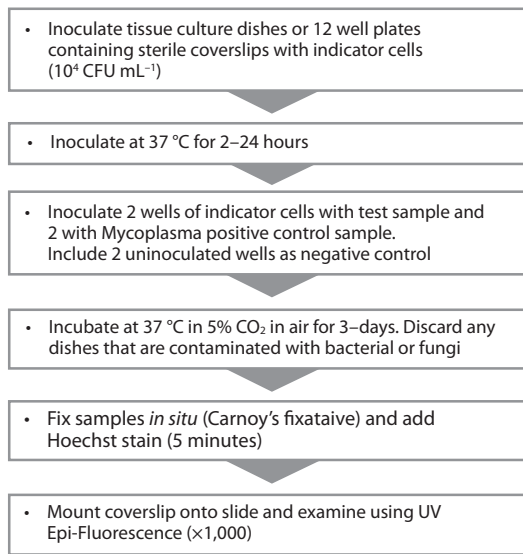 • Inoculate tissue culture dishes or 12 well plates
containing sterile coverslips with indicator cells
(10⁴ CFU mL⁻¹)
• Inoculate at 37 °C for 2–24 hours
• Inoculate 2 wells of indicator cells with test sample and
2 with Mycoplasma positive control sample.
Include 2 uninoculated wells as negative control
• Incubate at 37 °C in 5% CO₂ in air for 3–days. Discard any
dishes that are contaminated with bacterial or fungi
• Fix samples in situ (Carnoy’s fixataive) and add
Hoechst stain (5 minutes)
• Mount coverslip onto slide and examine using UV
Epi-Fluorescence (×1,000)